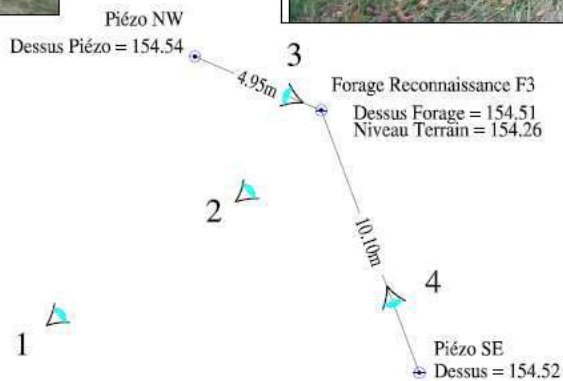 Piézo NW
Dessus Piézo = 154.54
3
4.95m
Forage Reconnaissance F3
Dessus Forage = 154.51
Niveau Terrain = 154.26
2
10.10m
4
1
Piézo SE
Dessus = 154.52